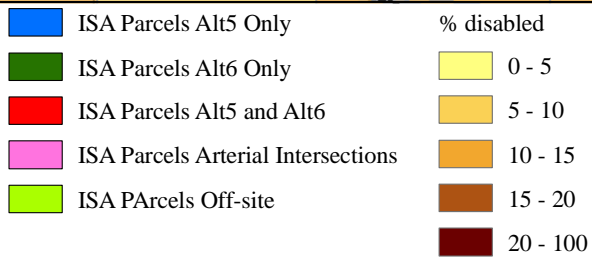 ISA Parcels Alt5 Only
ISA Parcels Alt6 Only
ISA Parcels Alt5 and Alt6
ISA Parcels Arterial Intersections
ISA PArcels Off-site
% disabled
0 - 5
5 - 10
10 - 15
15 - 20
20 - 100